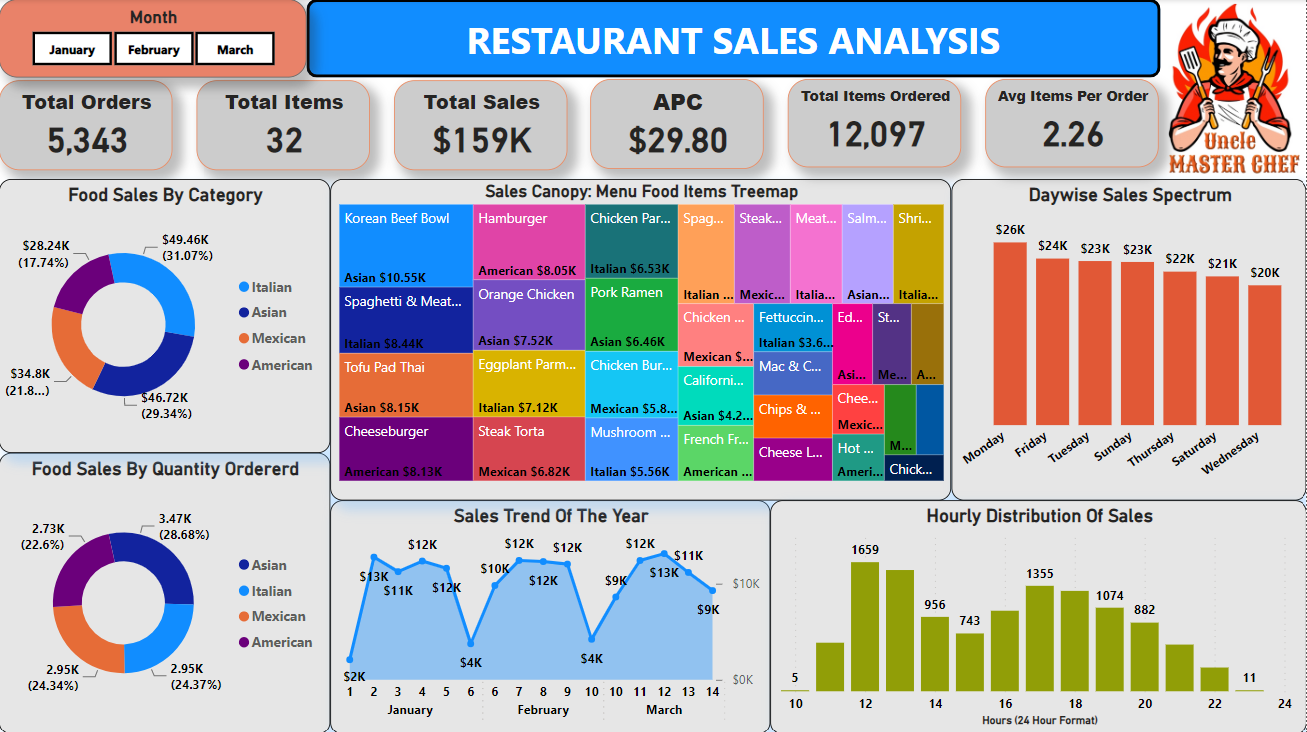 Month
January
February
March
RESTAURANT SALES ANALYSIS
Uncle
MASTER CHEF
Total Orders
5,343
Total Items
32
Total Sales
$159K
APC
$29.80
Total Items Ordered
12,097
Avg Items Per Order
2.26
Food Sales By Category
$28.24K
(17.74%)
$49.46K
(31.07%)
$34.8K
(21.8...)
$46.72K
(29.34%)
Italian
Asian
Mexican
American
Sales Canopy: Menu Food Items Treemap
Korean Beef Bowl
Asian $10.55K
Spaghetti & Meat...
Italian $8.44K
Tofu Pad Thai
Asian $8.15K
Cheeseburger
American $8.13K
Hamburger
American $8.05K
Orange Chicken
Asian $7.52K
Eggplant Parm...
Italian $7.12K
Steak Torta
Mexican $6.82K
Chicken Par...
Italian $6.53K
Pork Ramen
Asian $6.46K
Chicken Bur...
Mexican $5.8...
Mushroom ...
Italian $5.56K
Spag...
Italian ...
Steak...
Mexic...
Meat...
Italia...
Salm...
Asian...
Shri...
Italia...
Chicken ...
Mexican $...
Californi...
Asian $4.2...
French Fr...
American ...
Fettuccin...
Italian $3.6...
Mac & C...
Chips & ...
Cheese L...
Ed...
Asi...
St...
Me...
A...
Chee...
Mexic...
Hot ...
Ameri...
M...
Chick...
Daywise Sales Spectrum
$26K
$24K
$23K
$23K
$22K
$21K
$20K
Monday
Friday
Tuesday
Sunday
Thursday
Saturday
Wednesday
Food Sales By Quantity Ordererd
2.73K
(22.6%)
3.47K
(28.68%)
2.95K
(24.34%)
2.95K
(24.37%)
Asian
Italian
Mexican
American
Sales Trend Of The Year
$2K
$13K
$11K
$12K
$12K
$4K
$10K
$12K
$12K
$12K
$4K
$9K
$12K
$13K
$11K
$9K
$10K
$0K
1 2 3 4 5 6 6 7 8 9 10 10 11 12 13 14
January February March
Hourly Distribution Of Sales
5
1659
956
743
1355
1074
882
11
10 12 14 16 18 20 22 24
Hours (24 Hour Format)